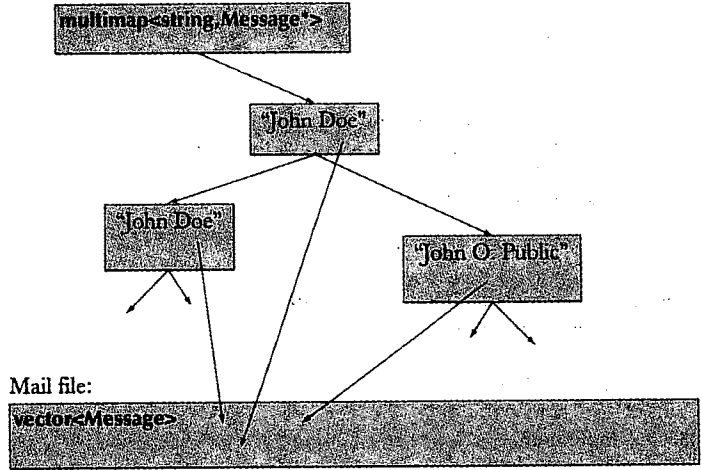 multimap<string,Message*>
"John Doe"
"John Doe"
"John O. Public"
Mail file:
vector<Message>